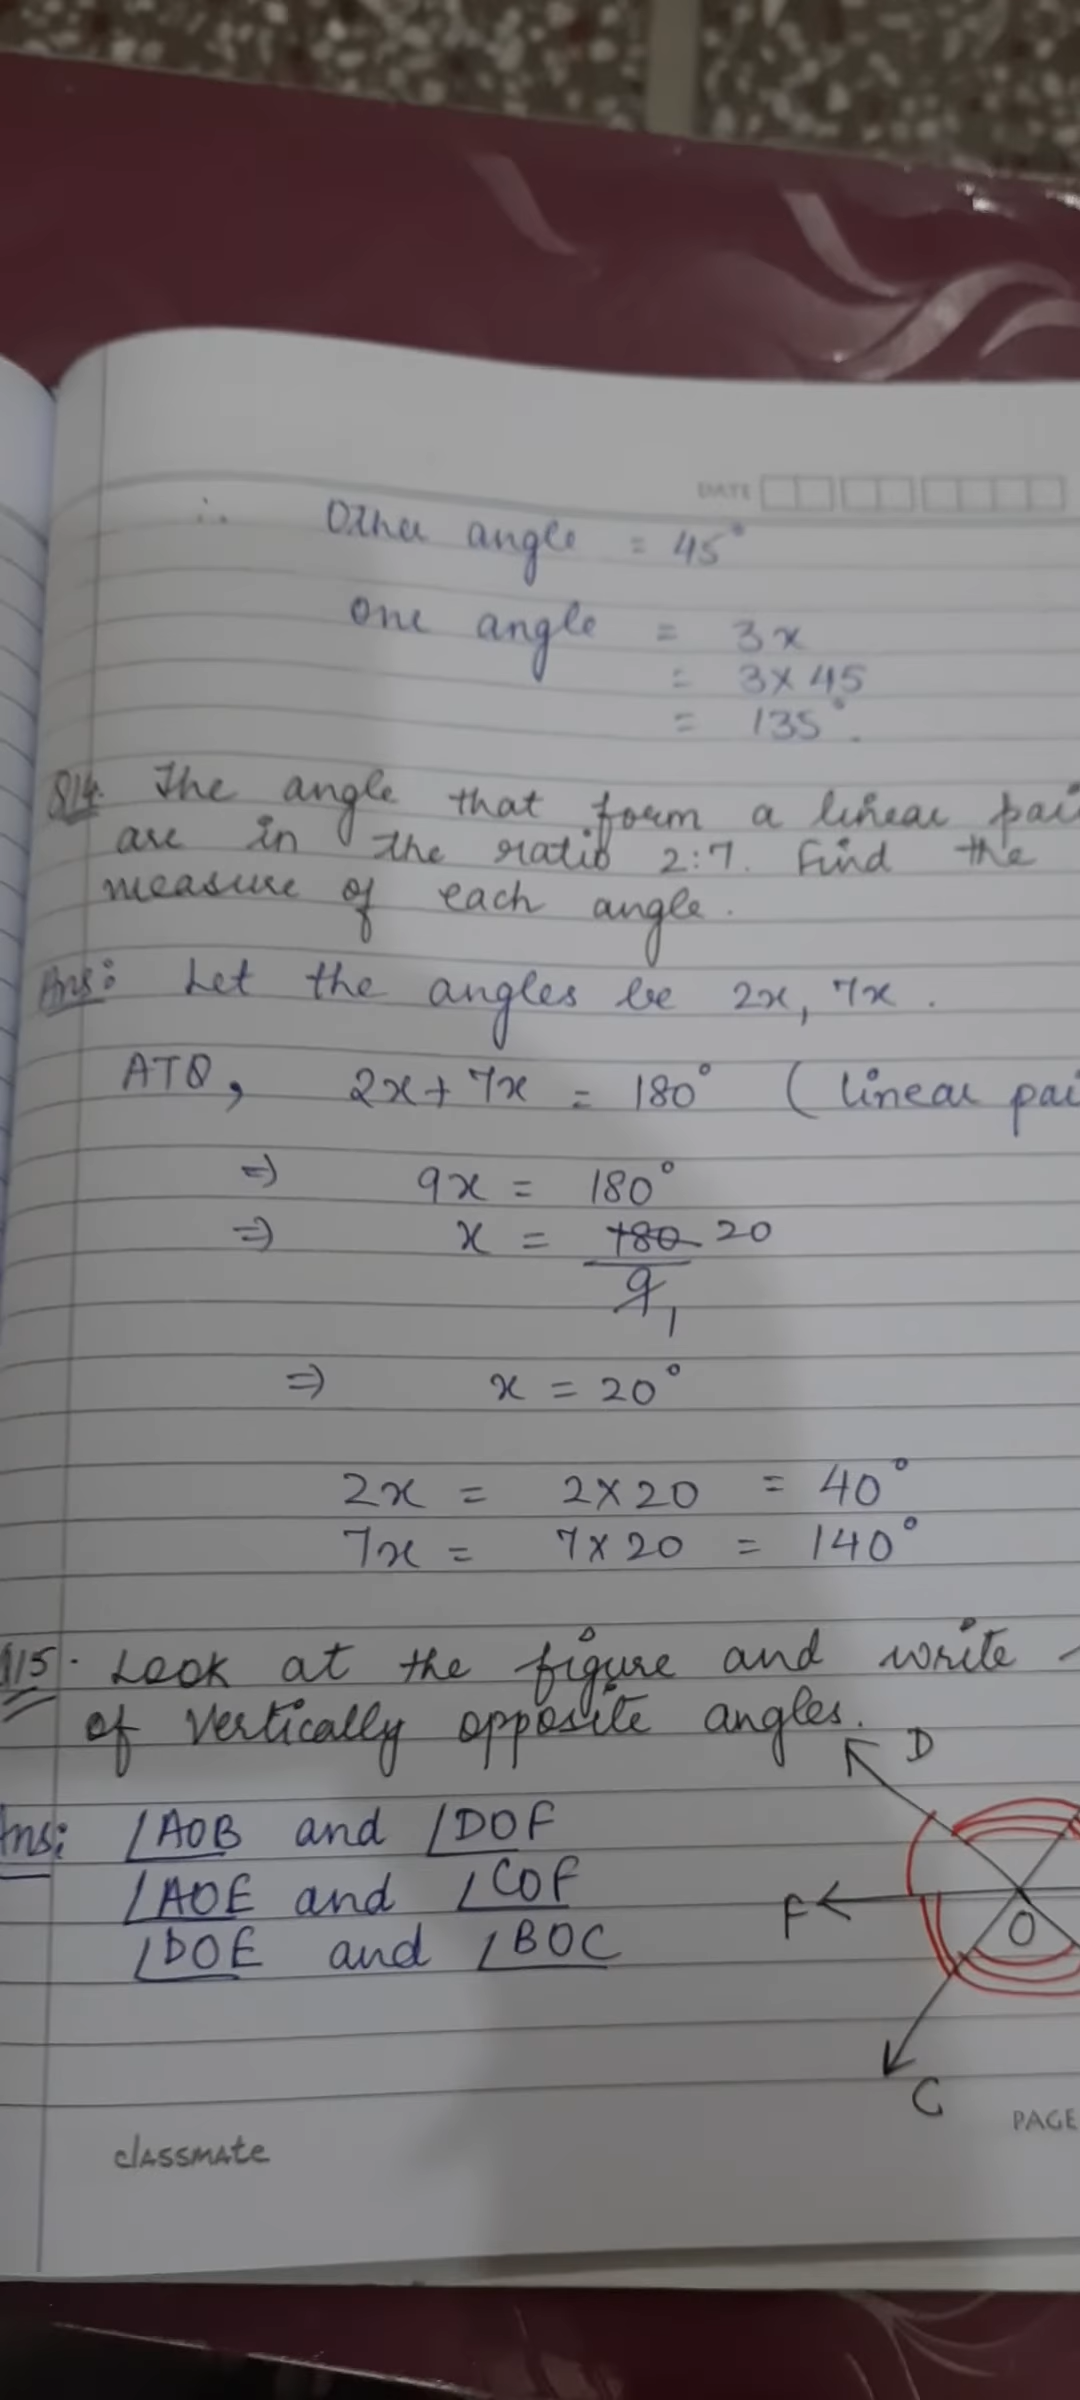 DATE
∴ Other angle = 45°
One angle = 3x
= 3×45
= 135°.
Q14. The angle that form a linear pai
are in the ratio 2:7. Find the
measure of each angle.
Ans: Let the angles be 2x, 7x.
ATQ, 2x+7x = 180° (linear pai
⇒ 9x = 180°
⇒ x = 180 20
9 1
⇒ x = 20°
2x = 2×20 = 40°
7x = 7×20 = 140°
15. Look at the figure and write
of vertically opposite angles.
D
Ans: ∠AOB and ∠DOF
∠AOE and ∠COF
∠DOE and ∠BOC
F
O
C
PAGE
classmate